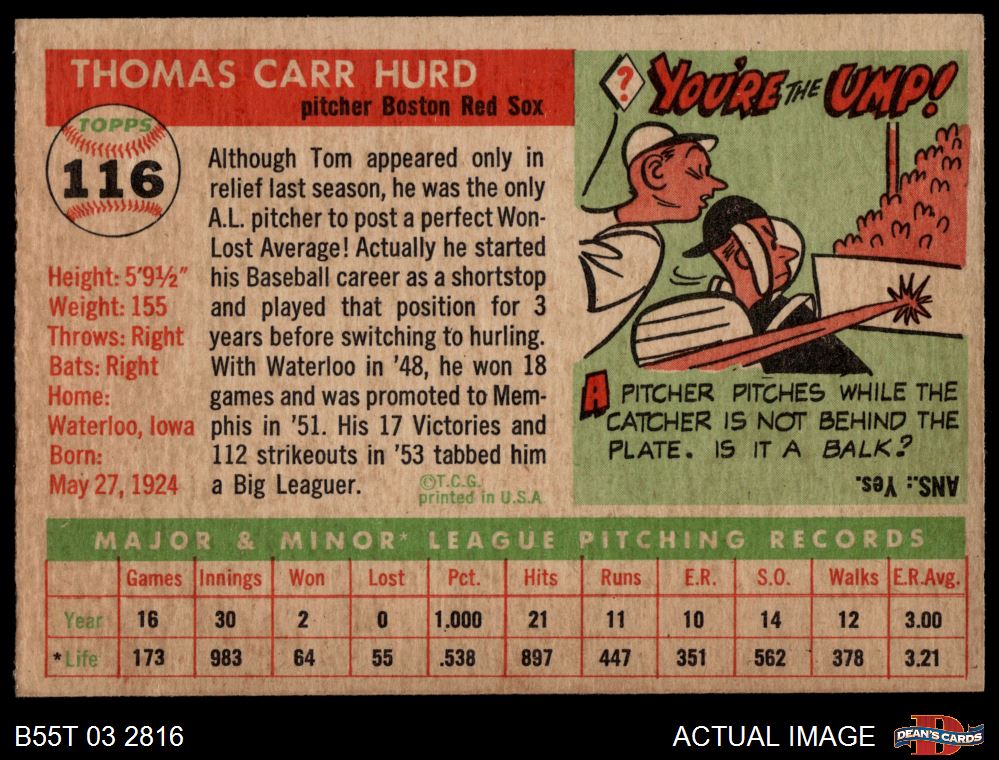 THOMAS CARR HURD
pitcher Boston Red Sox
TOPPS
116
Height: 5'9½"
Weight: 155
Throws: Right
Bats: Right
Home:
Waterloo, Iowa
Born:
May 27, 1924
Although Tom appeared only in
relief last season, he was the only
A.L. pitcher to post a perfect Won-
Lost Average! Actually he started
his Baseball career as a shortstop
and played that position for 3
years before switching to hurling.
With Waterloo in '48, he won 18
games and was promoted to Mem-
phis in '51. His 17 Victories and
112 strikeouts in '53 tabbed him
a Big Leaguer.
©T.C.G.
printed in U.S.A.
? YOU'RE THE UMP!
A PITCHER PITCHES WHILE THE
CATCHER IS NOT BEHIND THE
PLATE. IS IT A BALK?
ANS.: Yes.
MAJOR & MINOR* LEAGUE PITCHING RECORDS
Games Innings Won Lost Pct. Hits Runs E.R. S.O. Walks E.R.Avg.
Year 16 30 2 0 1.000 21 11 10 14 12 3.00
*Life 173 983 64 55 .538 897 447 351 562 378 3.21
B55T 03 2816
ACTUAL IMAGE
DEAN'S CARDS